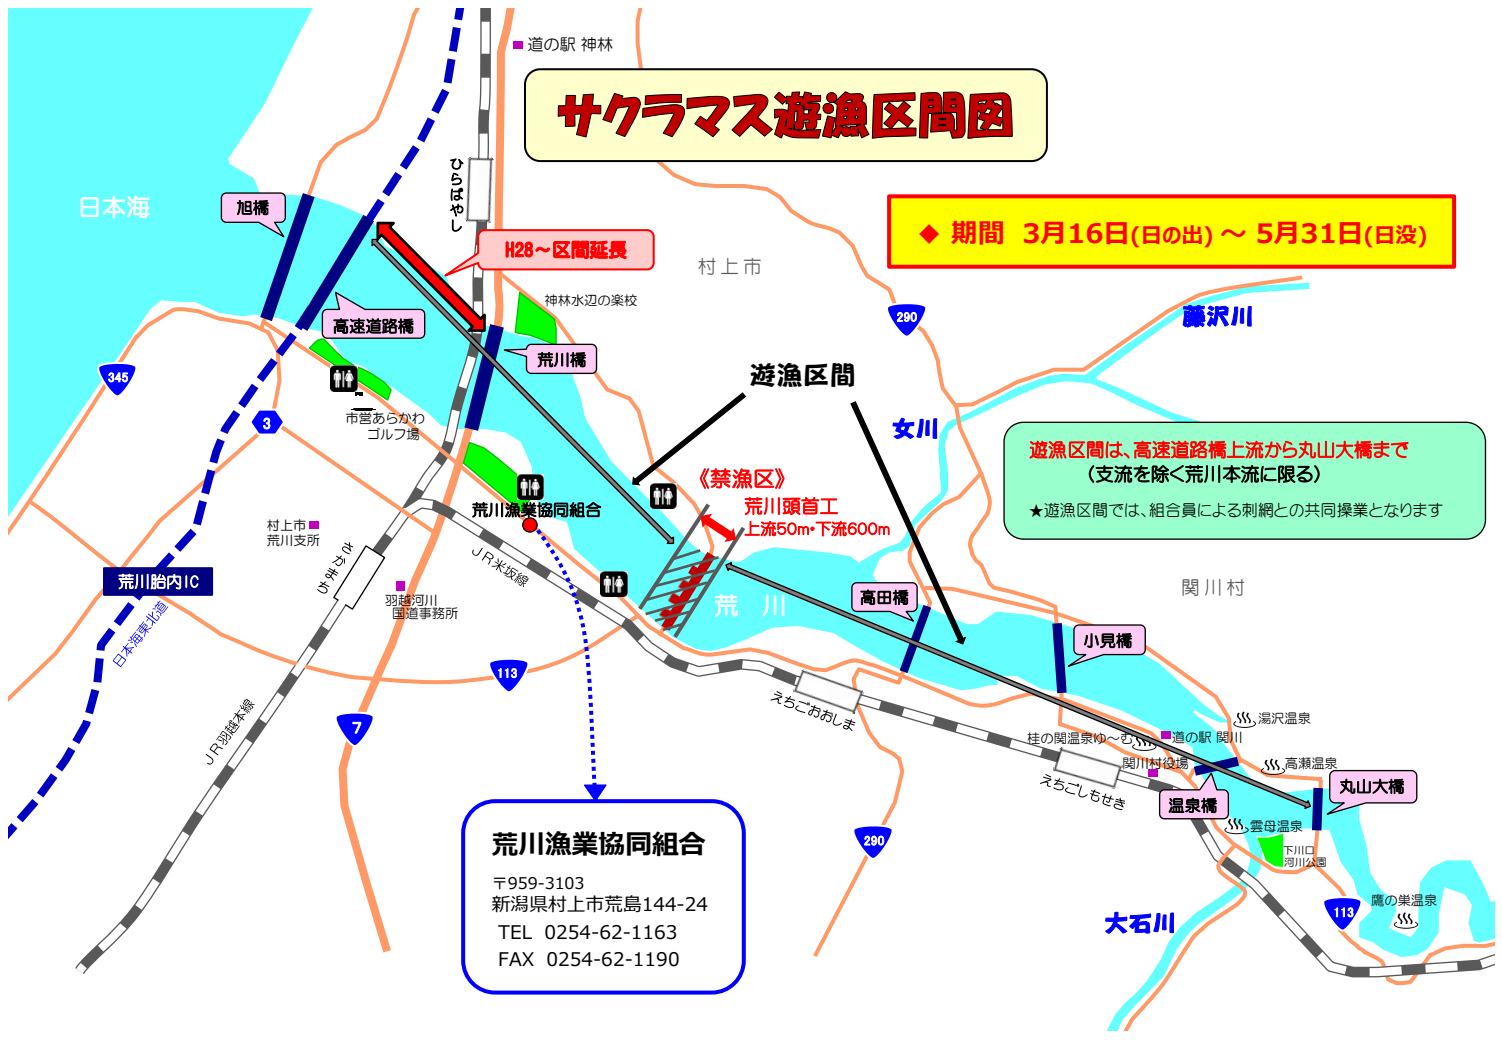 道の駅 神林
サクラマス遊漁区間図
ひらばやし
日本海
旭橋
◆ 期間 3月16日(日の出) ～ 5月31日(日没)
H28～区間延長
村上市
神林水辺の楽校
高速道路橋
290
藤沢川
荒川橋
遊漁区間
345
3
市営あらかわ
ゴルフ場
女川
遊漁区間は、高速道路橋上流から丸山大橋まで
(支流を除く荒川本流に限る)
★遊漁区間では、組合員による刺網との共同操業となります
《禁漁区》
荒川頭首工
上流50m・下流600m
荒川漁業協同組合
村上市
荒川支所
さかまち
JR米坂線
荒川胎内IC
羽越河川
国道事務所
日本海東北道
荒 川
高田橋
関川村
小見橋
113
えちごおおしま
7
JR羽越本線
湯沢温泉
桂の関温泉ゆ～む
道の駅 関川
関川村役場
高瀬温泉
えちごしもせき
温泉橋
丸山大橋
雲母温泉
下川口
河川公園
290
鷹の巣温泉
113
大石川
荒川漁業協同組合
〒959-3103
新潟県村上市荒島144-24
TEL 0254-62-1163
FAX 0254-62-1190